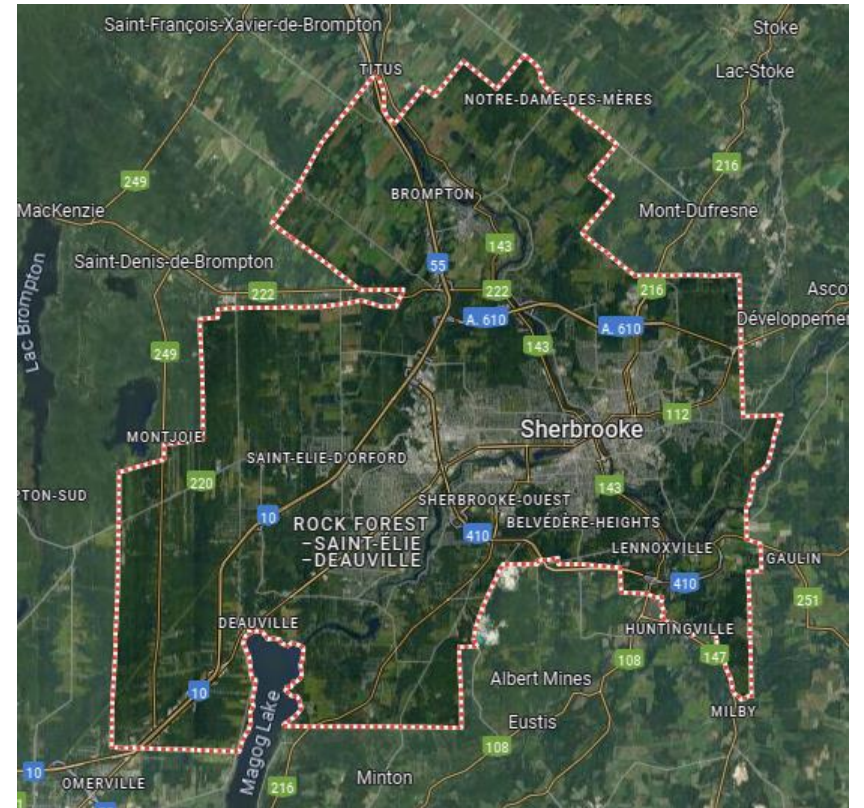 Saint-François-Xavier-de-Brompton
Stoke
TITUS
Lac-Stoke
NOTRE-DAME-DES-MÈRES
216
249
BROMPTON
MacKenzie
Mont-Dufresne
143
Saint-Denis-de-Brompton
55
Lac Brompton
222
222
216
Asco
A. 610
A. 610
Développemer
143
249
112
Sherbrooke
MONTJOIE
SAINT-ELIE-D'ORFORD
220
143
PTON-SUD
SHERBROOKE-OUEST
10
ROCK FOREST
–SAINT-ÉLIE
–DEAUVILLE
BELVÉDÈRE-HEIGHTS
410
LENNOXVILLE
GAULIN
410
251
DEAUVILLE
HUNTINGVILLE
108
147
Albert Mines
10
MILBY
Eustis
Magog Lake
108
10
OMERVILLE
216
Minton